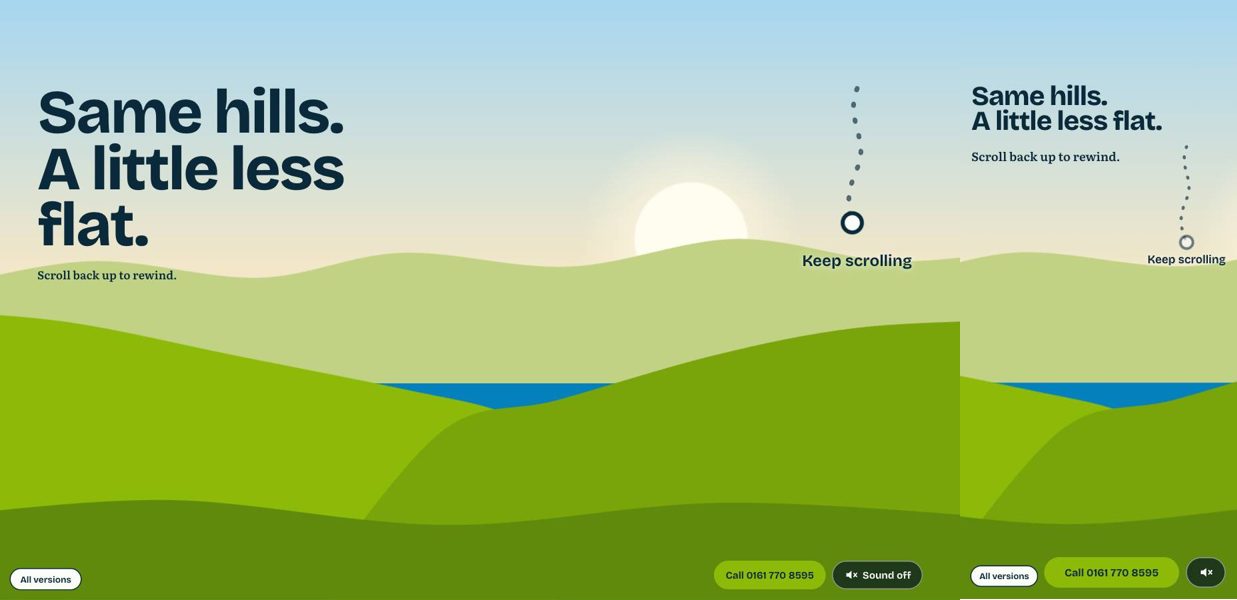 Same hills.
A little less
flat.
Scroll back up to rewind.
Keep scrolling
All versions
Call 0161 770 8595
Sound off
Same hills.
A little less flat.
Scroll back up to rewind.
Keep scrolling
All versions
Call 0161 770 8595